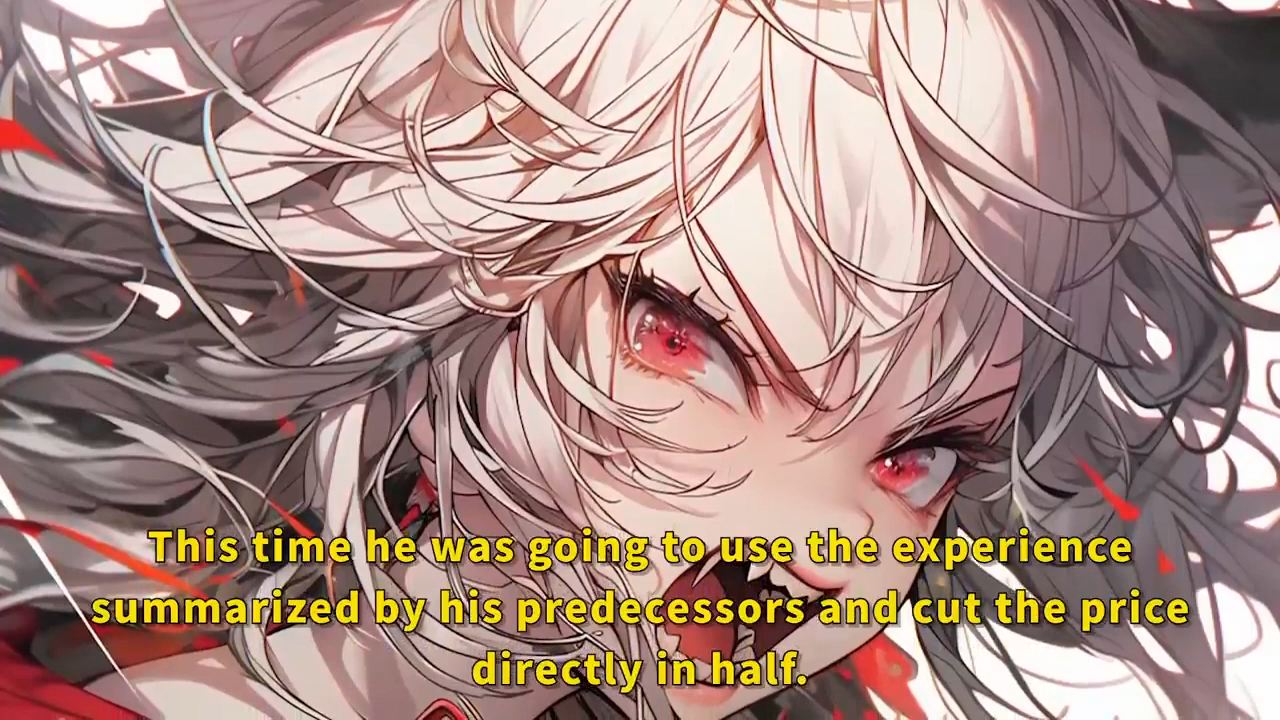 This time he was going to use the experience
summarized by his predecessors and cut the price
directly in half.